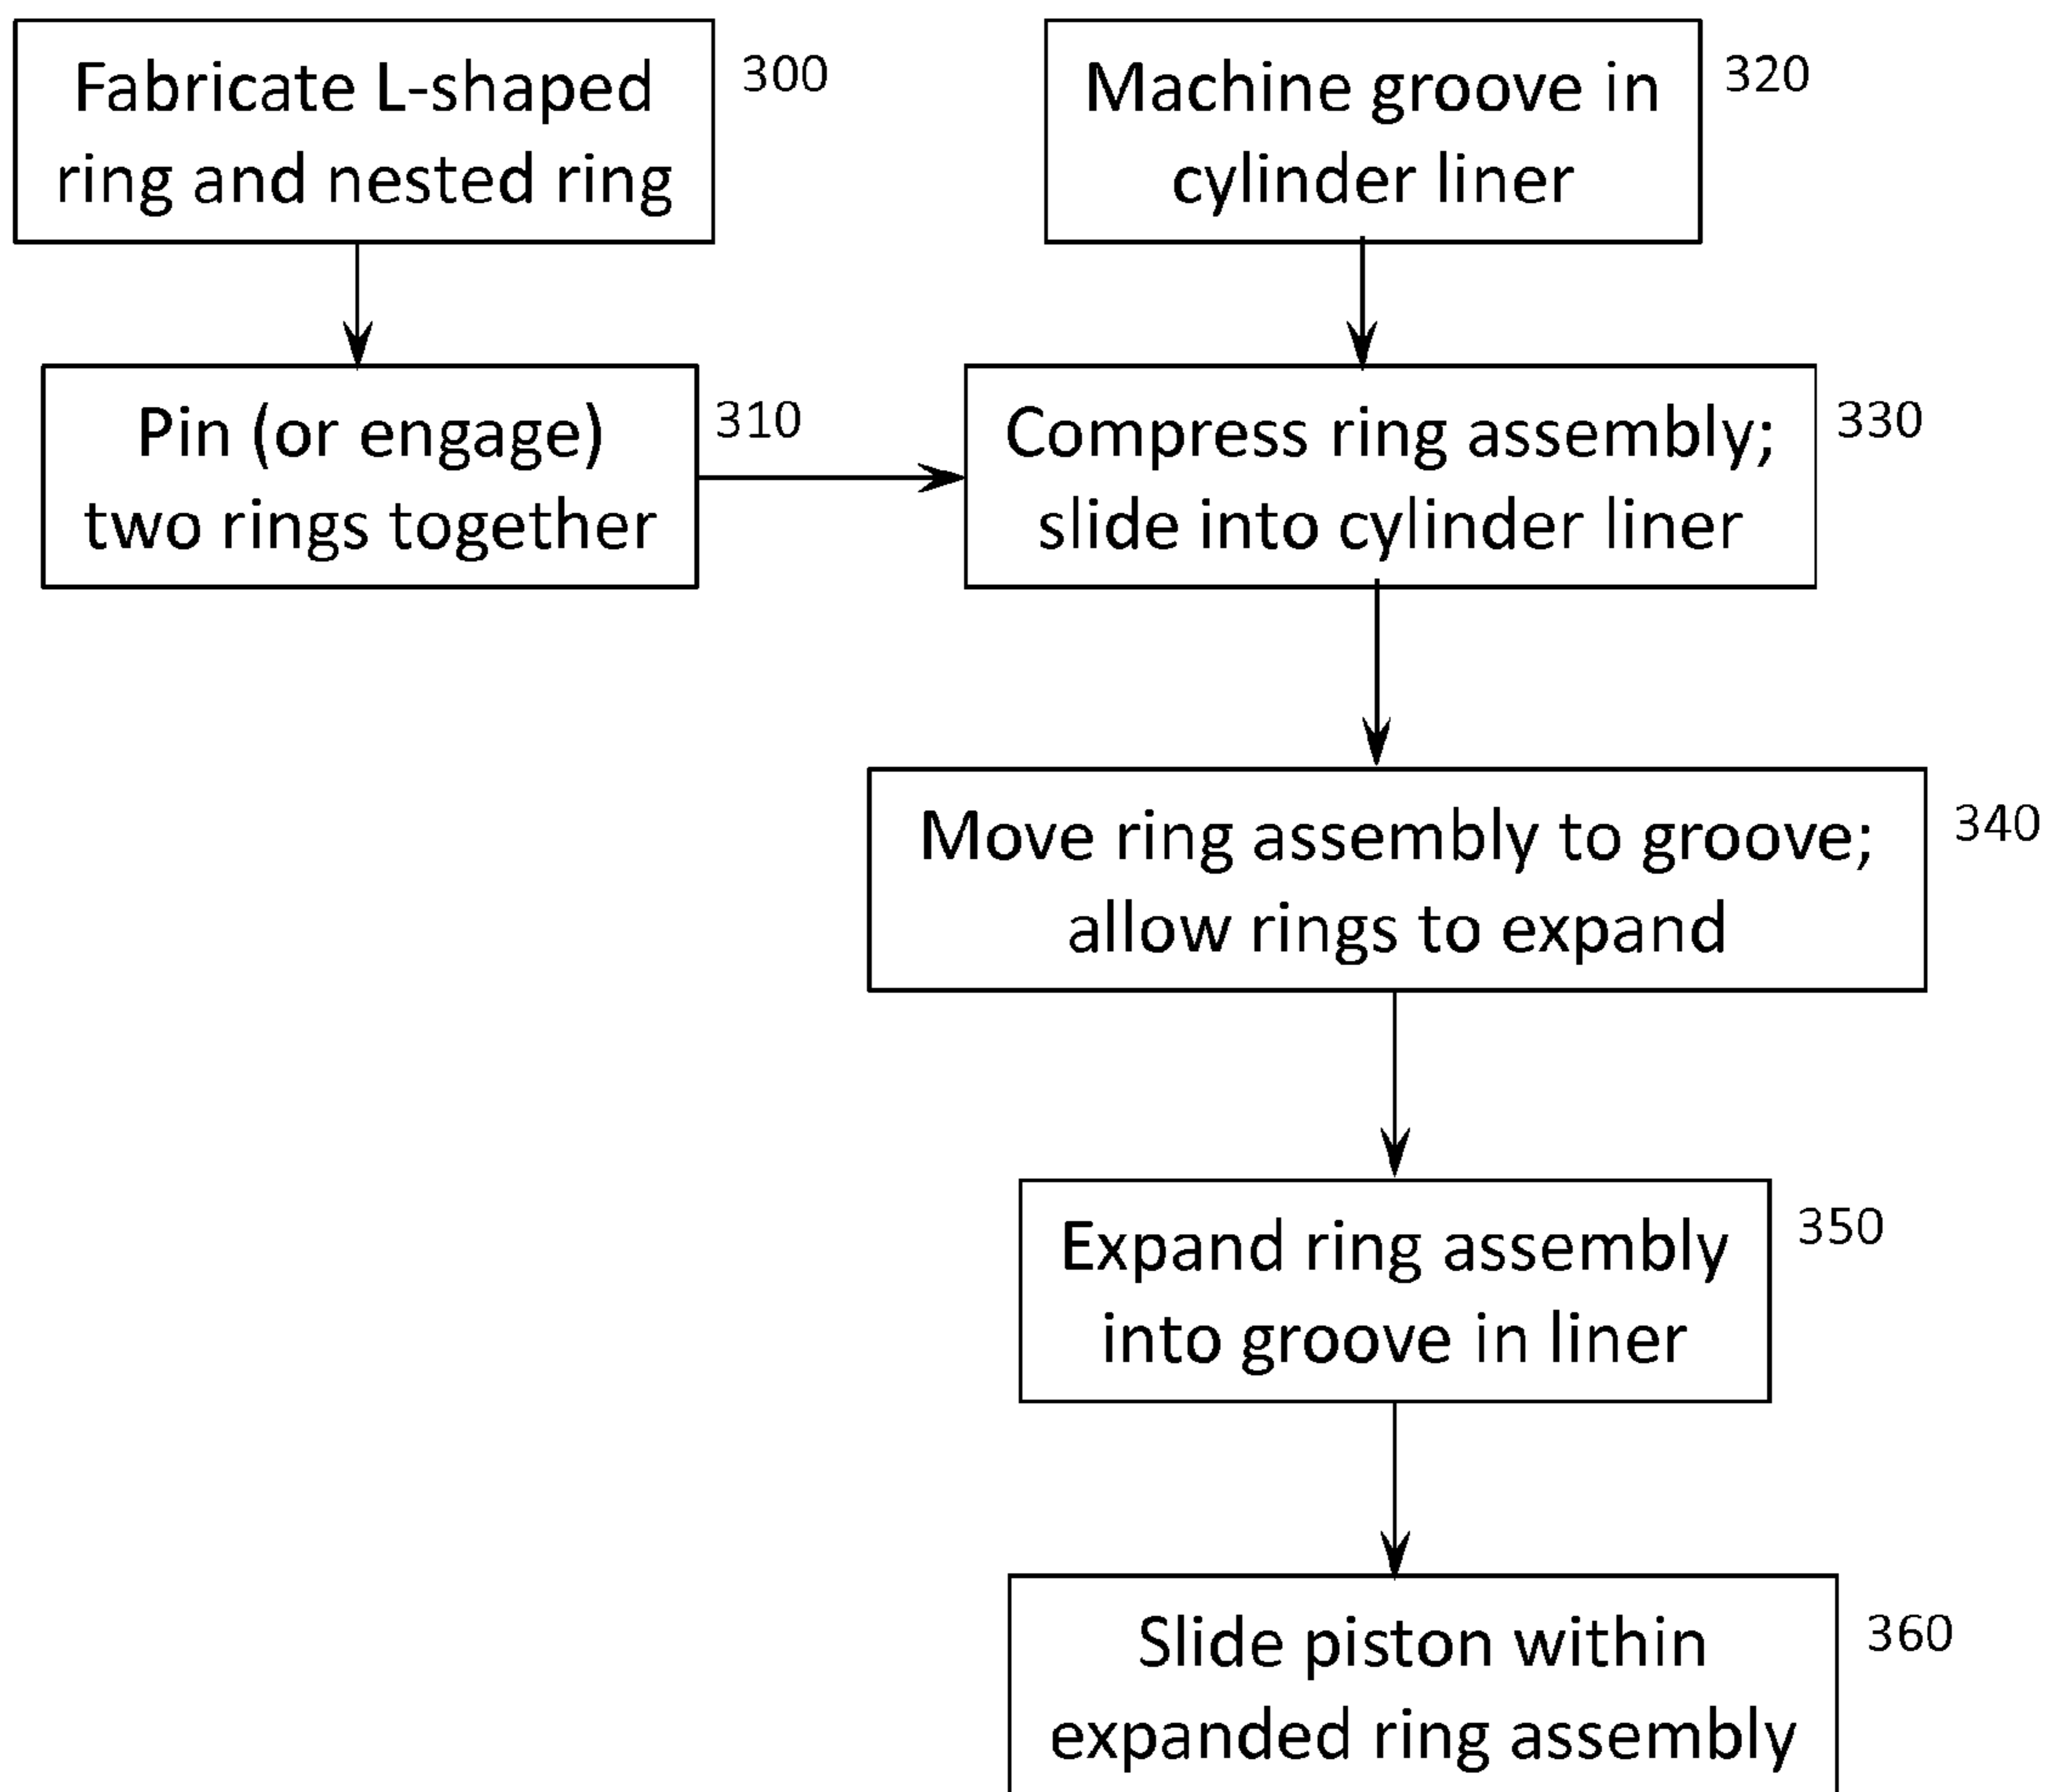 Fabricate L-shaped
ring and nested ring
300
Machine groove in
cylinder liner
320
Pin (or engage)
two rings together
310
Compress ring assembly;
slide into cylinder liner
330
Move ring assembly to groove;
allow rings to expand
340
Expand ring assembly
into groove in liner
350
Slide piston within
expanded ring assembly
360